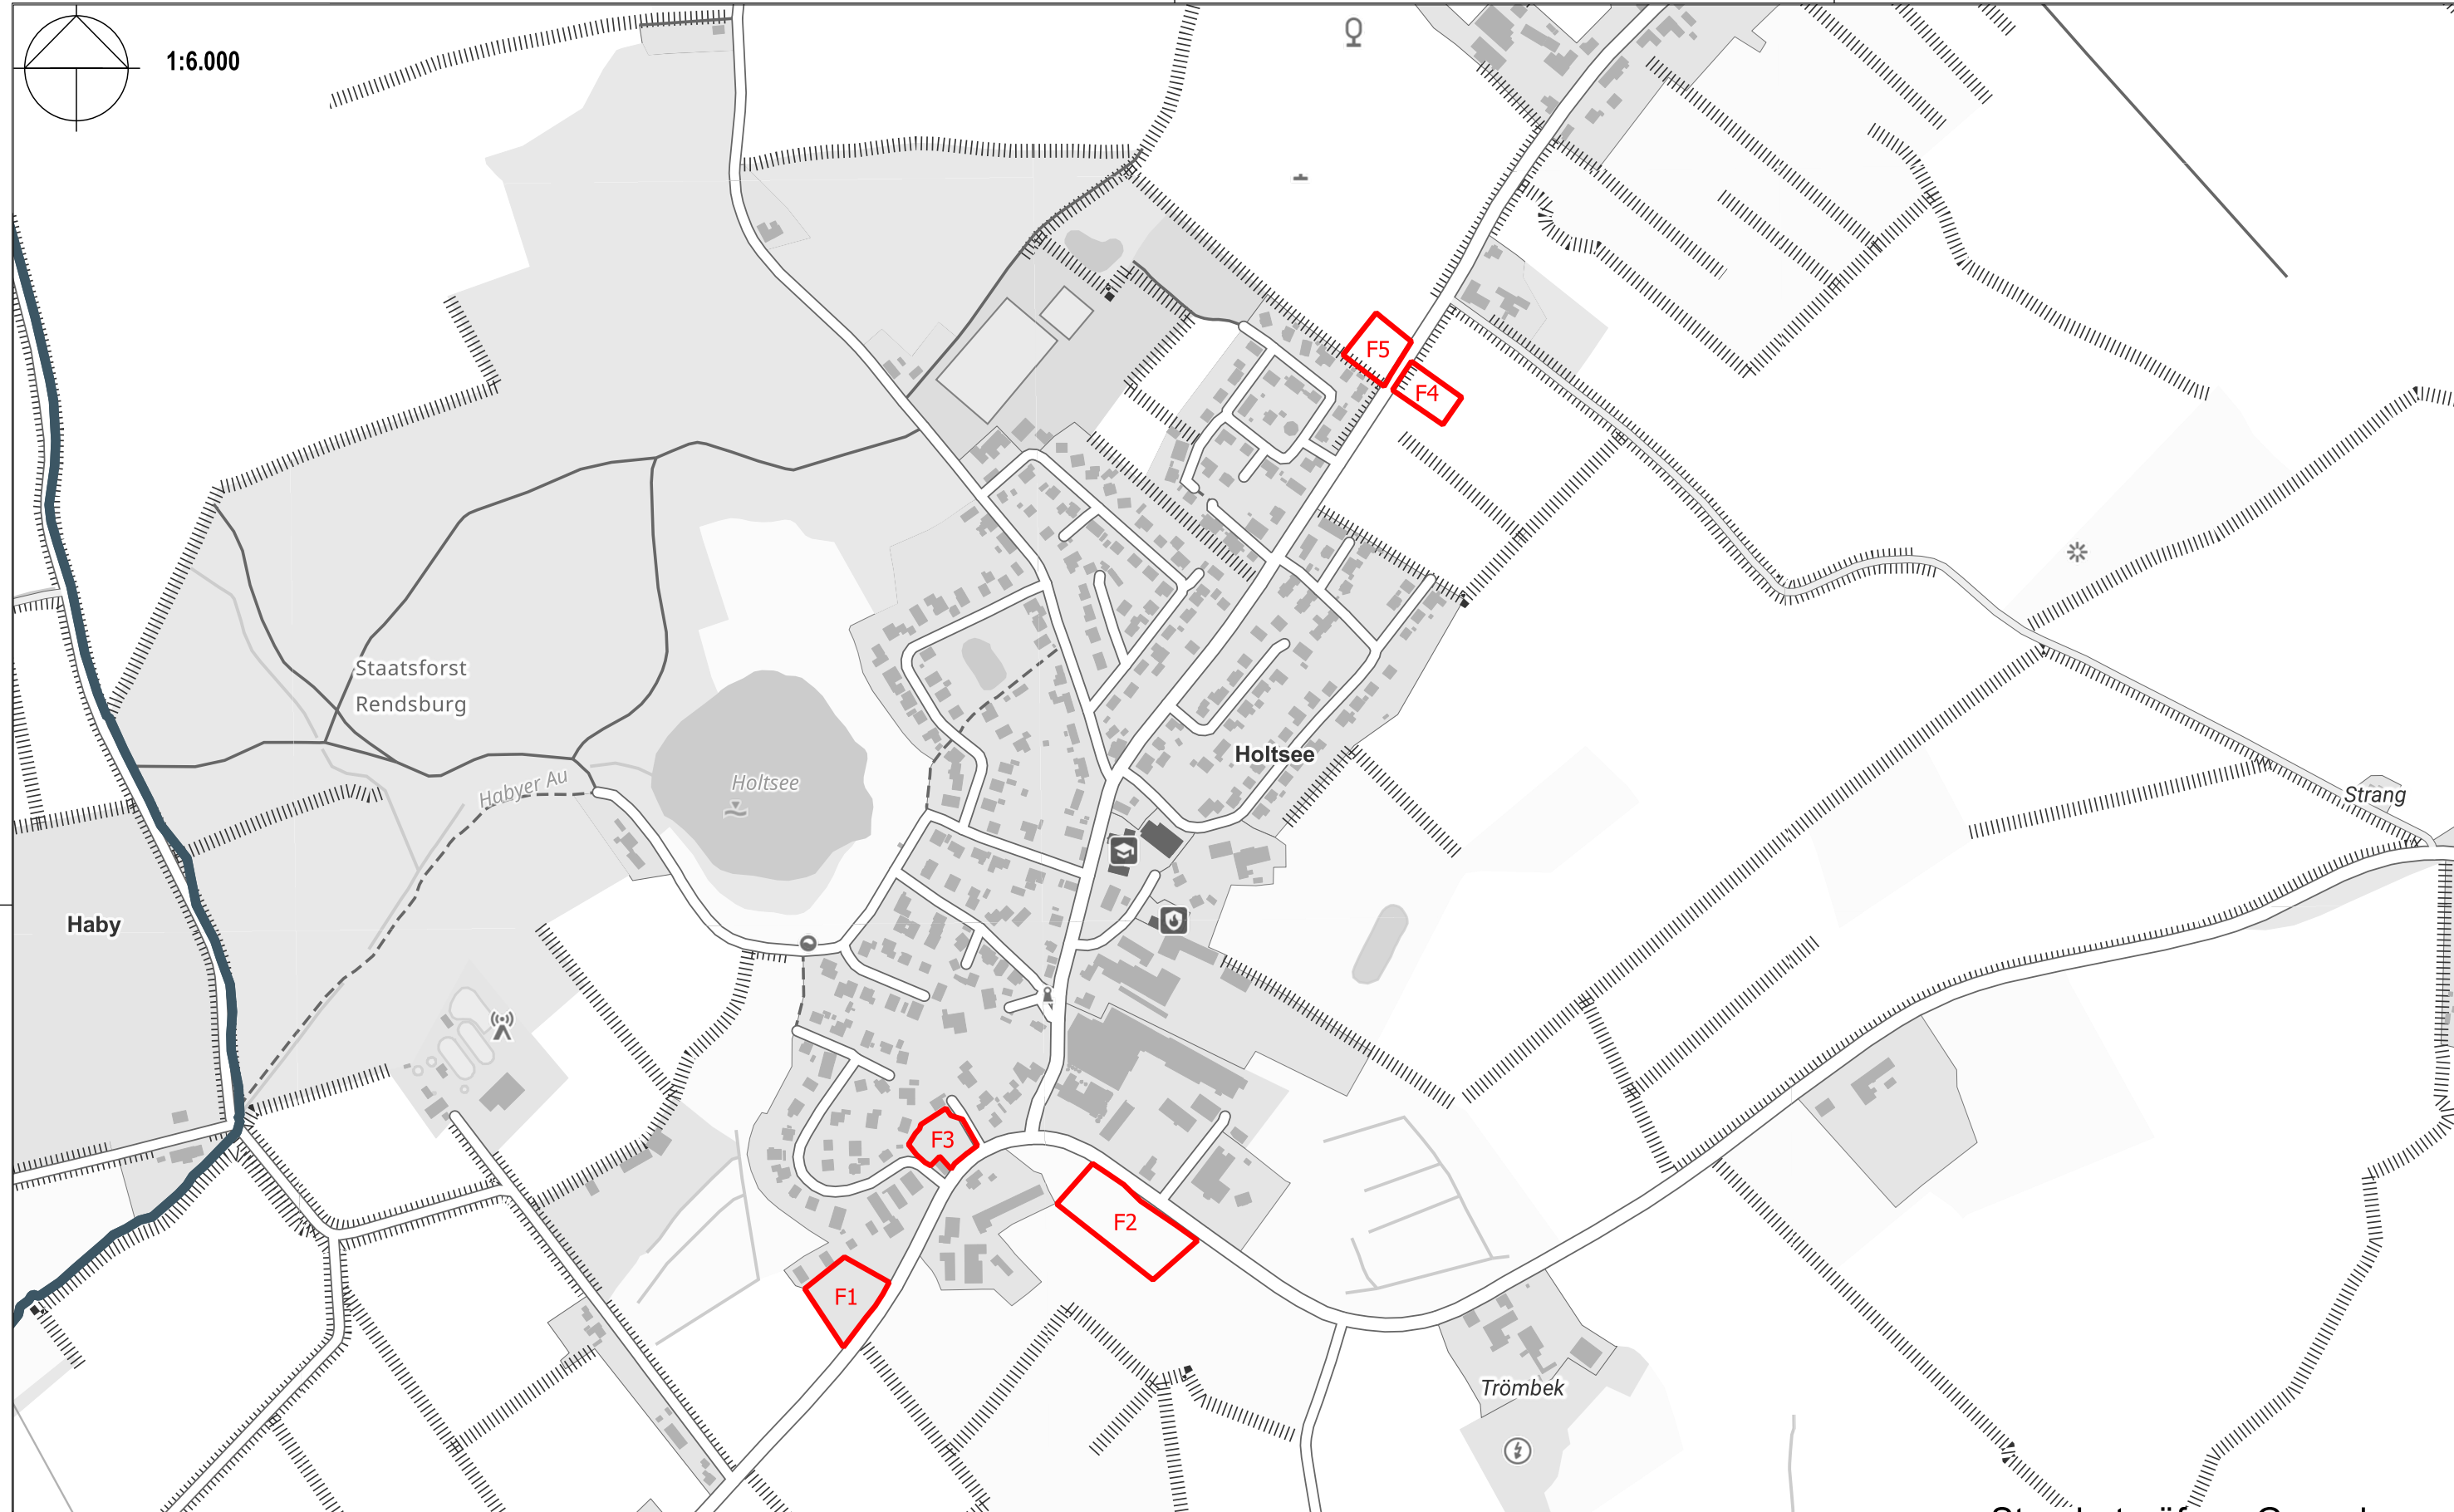 1:6.000
F5
F4
Staatsforst
Rendsburg
Holtsee
Holtsee
Habyer Au
Strang
Haby
F3
F2
F1
Trömbek